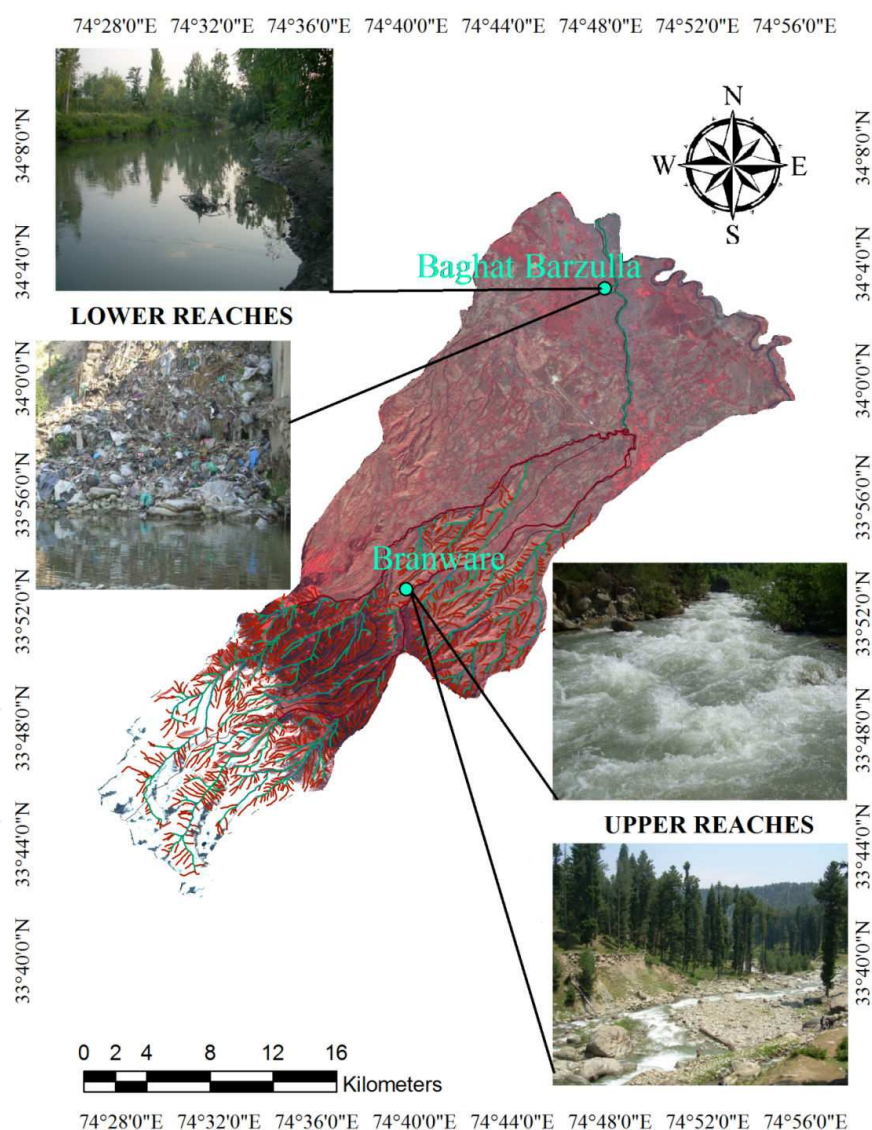 74°28'0"E 74°32'0"E 74°36'0"E 74°40'0"E 74°44'0"E 74°48'0"E 74°52'0"E 74°56'0"E
34°8'0"N
34°4'0"N
34°0'0"N
33°56'0"N
33°52'0"N
33°48'0"N
33°44'0"N
33°40'0"N
N
W E
S
34°8'0"N
34°4'0"N
34°0'0"N
33°56'0"N
33°52'0"N
33°48'0"N
33°44'0"N
33°40'0"N
Baghat Barzulla
LOWER REACHES
Branware
UPPER REACHES
0 2 4 8 12 16
Kilometers
74°28'0"E 74°32'0"E 74°36'0"E 74°40'0"E 74°44'0"E 74°48'0"E 74°52'0"E 74°56'0"E